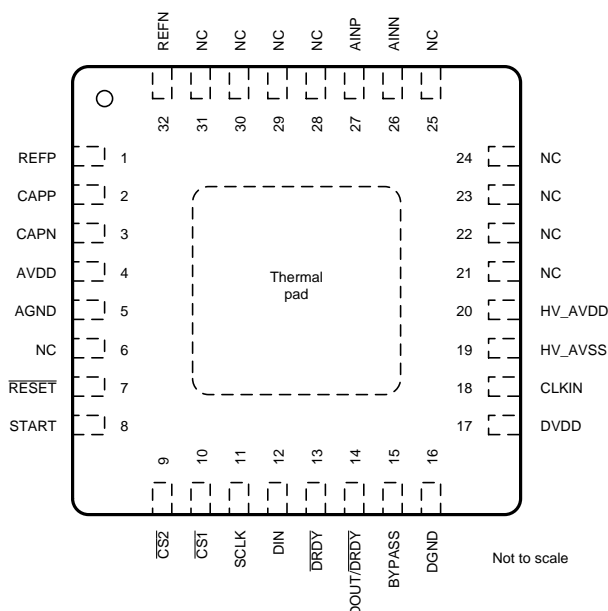 REFN
NC
NC
NC
NC
AINP
AINN
NC
32
31
30
29
28
27
26
25
REFP 1
CAPP 2
CAPN 3
AVDD 4
AGND 5
NC 6
RESET 7
START 8
Thermal
pad
24 NC
23 NC
22 NC
21 NC
20 HV_AVDD
19 HV_AVSS
18 CLKIN
17 DVDD
9
10
11
12
13
14
15
16
CS2
CS1
SCLK
DIN
DRDY
DOUT/DRDY
BYPASS
DGND
Not to scale